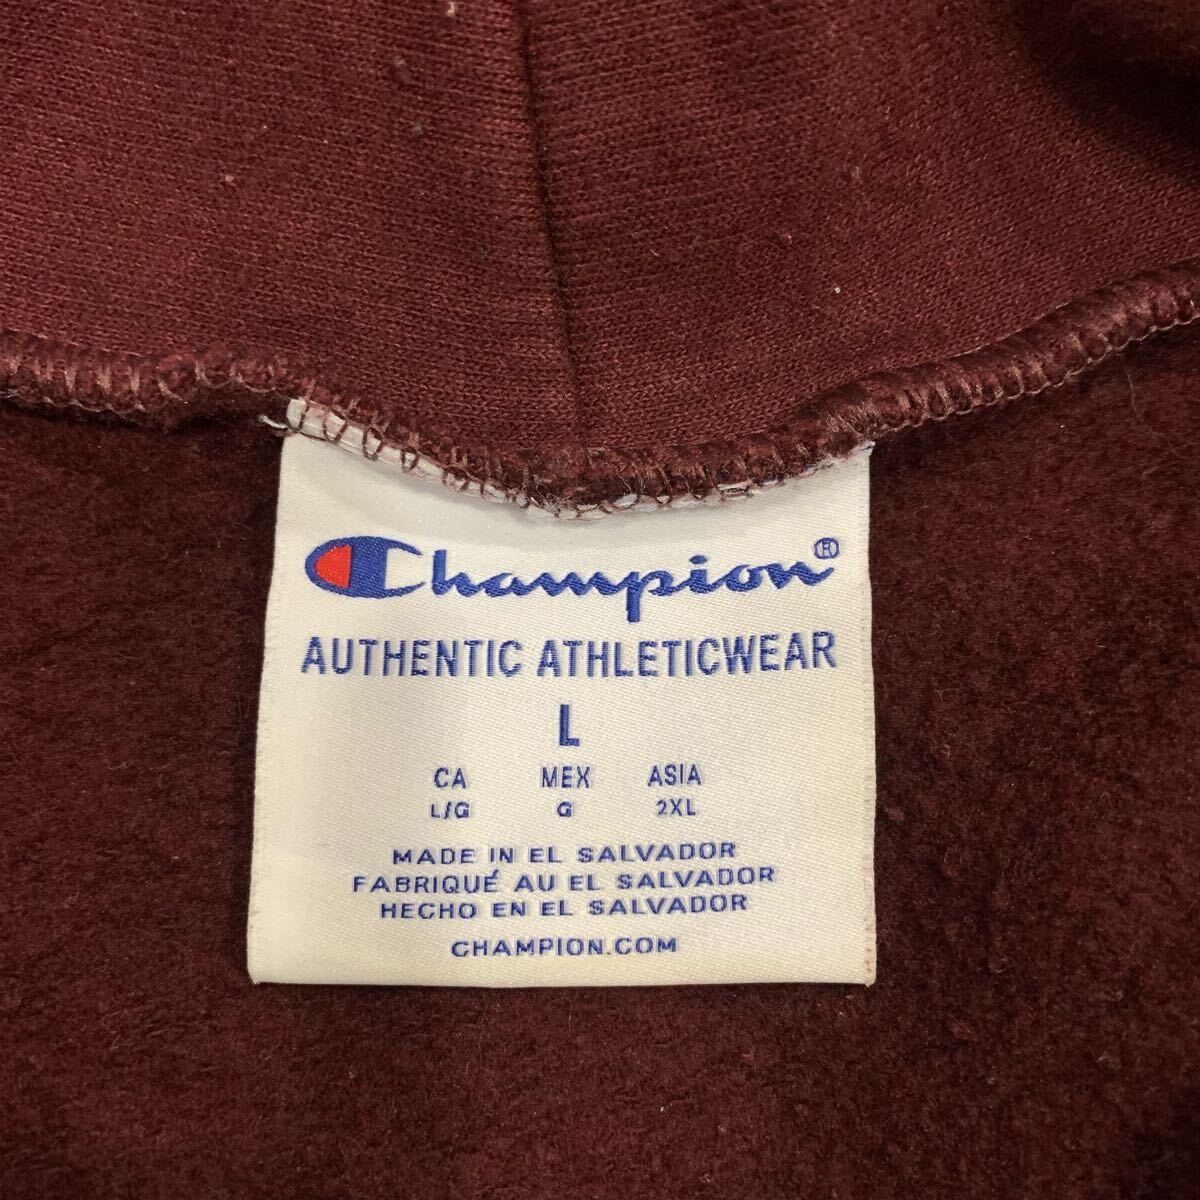 Champion®
AUTHENTIC ATHLETICWEAR
L
CA MEX ASIA
L/G G 2XL
MADE IN EL SALVADOR
FABRIQUÉ AU EL SALVADOR
HECHO EN EL SALVADOR
CHAMPION.COM